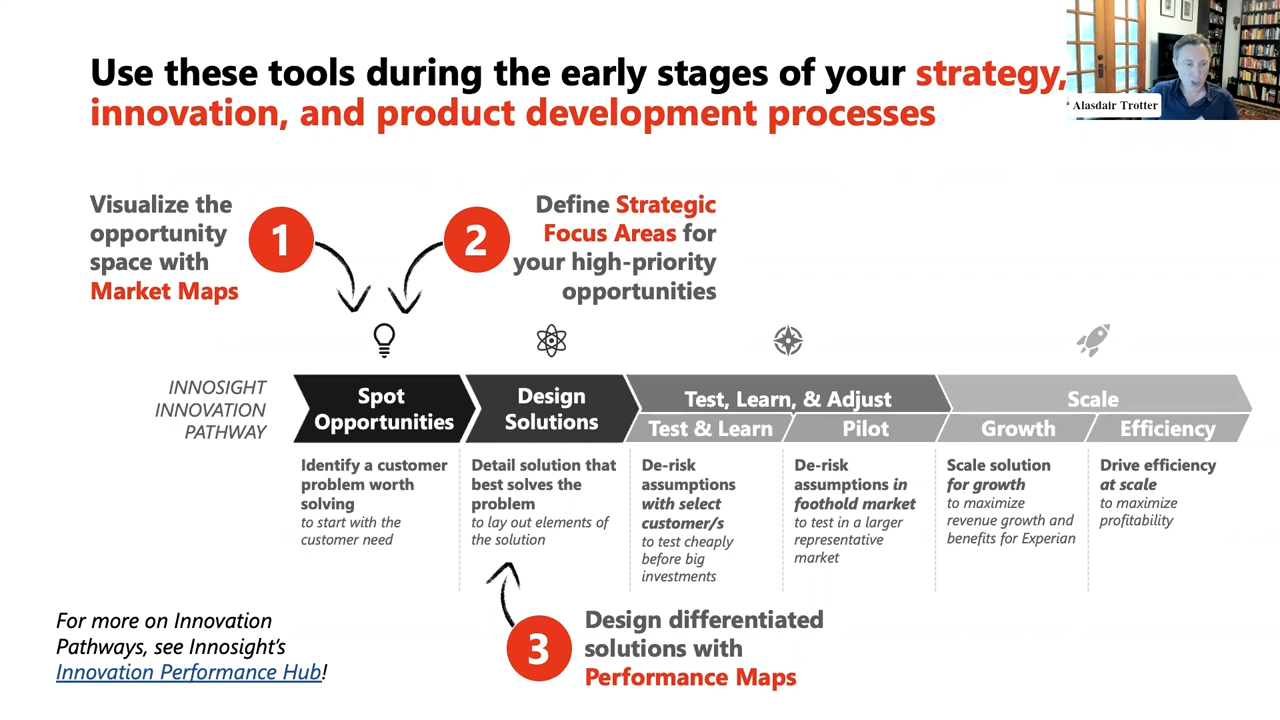 Use these tools during the early stages of your strategy,
innovation, and product development processes
Alasdair Trotter
Visualize the
opportunity
space with
Market Maps
1
2
Define Strategic
Focus Areas for
your high-priority
opportunities
INNOSIGHT
INNOVATION
PATHWAY
Spot
Opportunities
Design
Solutions
Test, Learn, & Adjust
Test & Learn
Pilot
Scale
Growth
Efficiency
Identify a customer
problem worth
solving
to start with the
customer need
Detail solution that
best solves the
problem
to lay out elements of
the solution
De-risk
assumptions
with select
customer/s
to test cheaply
before big
investments
De-risk
assumptions in
foothold market
to test in a larger
representative
market
Scale solution
for growth
to maximize
revenue growth and
benefits for Experian
Drive efficiency
at scale
to maximize
profitability
For more on Innovation
Pathways, see Innosight's
Innovation Performance Hub!
3
Design differentiated
solutions with
Performance Maps